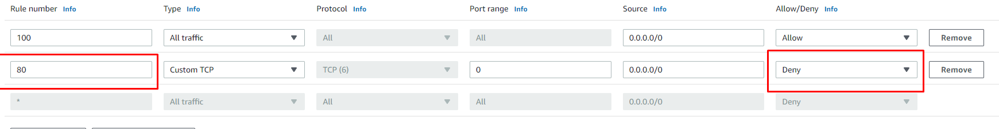 Rule number Info Type Info Protocol Info Port range Info Source Info Allow/Deny Info
100 All traffic All All 0.0.0.0/0 Allow Remove
80 Custom TCP TCP (6) 0 0.0.0.0/0 Deny Remove
* All traffic All All 0.0.0.0/0 Deny